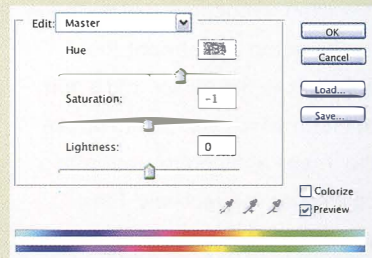 Edit: Master
OK
Hue
Cancel
Saturation: -1
Load...
Save...
Lightness: 0
Colorize
Preview